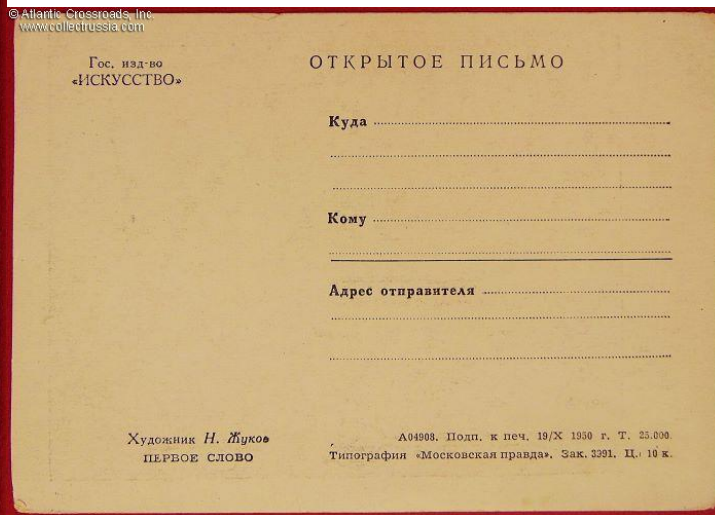 © Atlantic Crossroads, Inc.
www.collectrussia.com
Гос. изд-во
«ИСКУССТВО»
ОТКРЫТОЕ ПИСЬМО
Куда
Кому
Адрес отправителя
Художник Н. Жуков
ПЕРВОЕ СЛОВО
А04908. Подп. к печ. 19/X 1950 г. Т. 25.000.
Типография «Московская правда». Зак. 3991. Ц. 10 к.